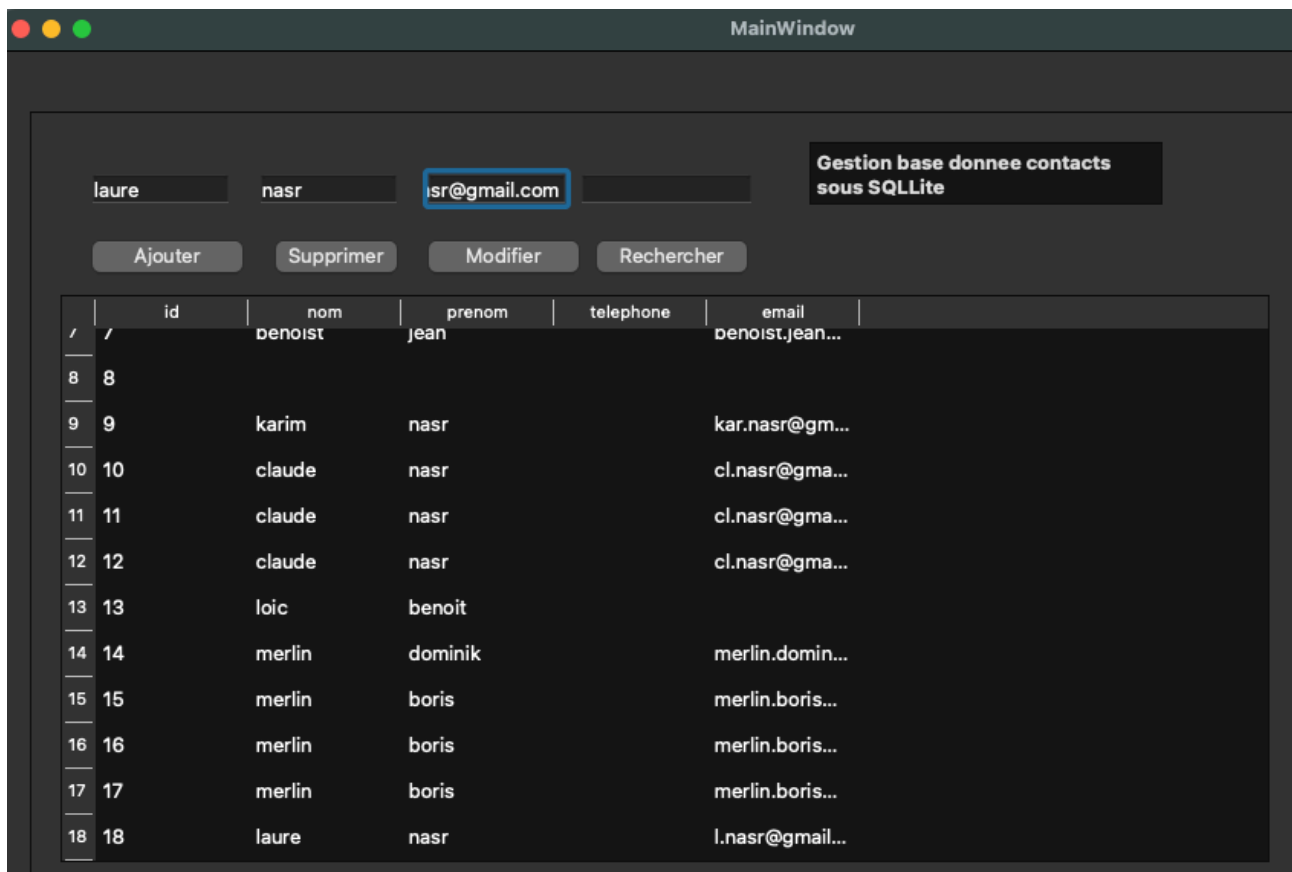 MainWindow
Gestion base donnee contacts
sous SQLLite
laure nasr sr@gmail.com
Ajouter Supprimer Modifier Rechercher
id nom prenom telephone email
7 7 benoist jean benoist.jean...
8 8
9 9 karim nasr kar.nasr@gm...
10 10 claude nasr cl.nasr@gma...
11 11 claude nasr cl.nasr@gma...
12 12 claude nasr cl.nasr@gma...
13 13 loic benoit
14 14 merlin dominik merlin.domin...
15 15 merlin boris merlin.boris...
16 16 merlin boris merlin.boris...
17 17 merlin boris merlin.boris...
18 18 laure nasr l.nasr@gmail...